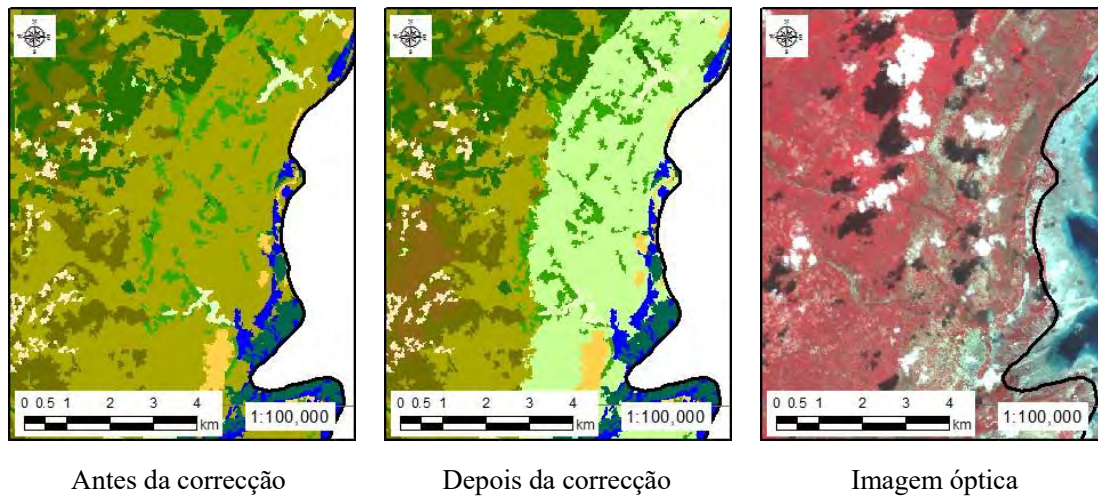 0 0.5 1 2 3 4
km
1:100,000
0 0.5 1 2 3 4
km
1:100,000
0 0.5 1 2 3 4
km
1:100,000
Antes da correcção
Depois da correcção
Imagem óptica